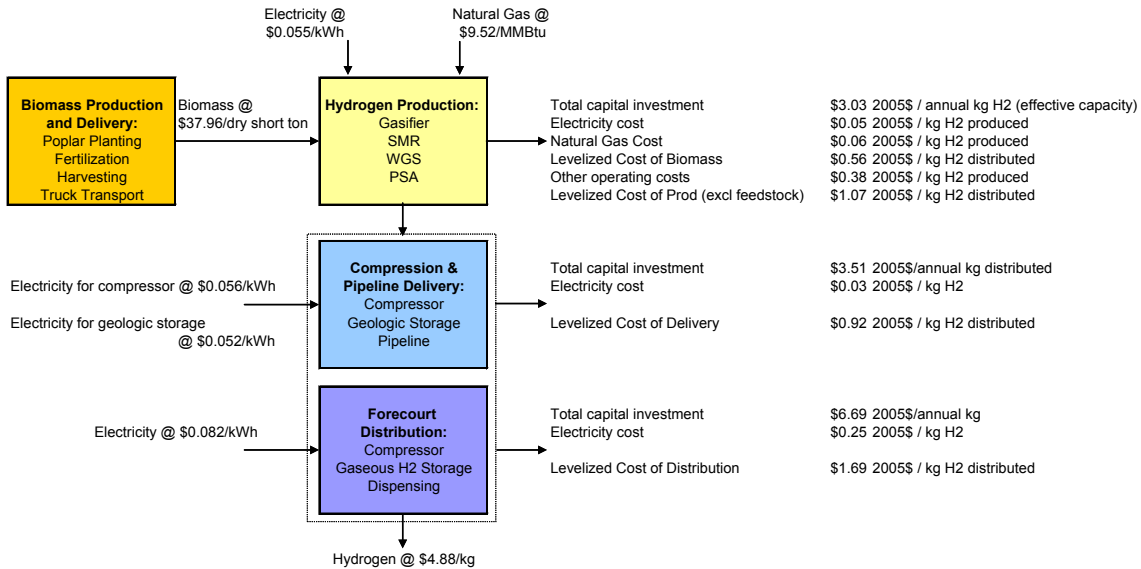 Electricity @
$0.055/kWh
Natural Gas @
$9.52/MMBtu
Biomass Production
and Delivery:
Poplar Planting
Fertilization
Harvesting
Truck Transport
Biomass @
$37.96/dry short ton
Hydrogen Production:
Gasifier
SMR
WGS
PSA
Total capital investment $3.03 2005$ / annual kg H2 (effective capacity)
Electricity cost $0.05 2005$ / kg H2 produced
Natural Gas Cost $0.06 2005$ / kg H2 produced
Levelized Cost of Biomass $0.56 2005$ / kg H2 distributed
Other operating costs $0.38 2005$ / kg H2 produced
Levelized Cost of Prod (excl feedstock) $1.07 2005$ / kg H2 distributed
Electricity for compressor @ $0.056/kWh
Electricity for geologic storage
@ $0.052/kWh
Compression &
Pipeline Delivery:
Compressor
Geologic Storage
Pipeline
Total capital investment $3.51 2005$/annual kg distributed
Electricity cost $0.03 2005$ / kg H2
Levelized Cost of Delivery $0.92 2005$ / kg H2 distributed
Electricity @ $0.082/kWh
Forecourt
Distribution:
Compressor
Gaseous H2 Storage
Dispensing
Total capital investment $6.69 2005$/annual kg
Electricity cost $0.25 2005$ / kg H2
Levelized Cost of Distribution $1.69 2005$ / kg H2 distributed
Hydrogen @ $4.88/kg